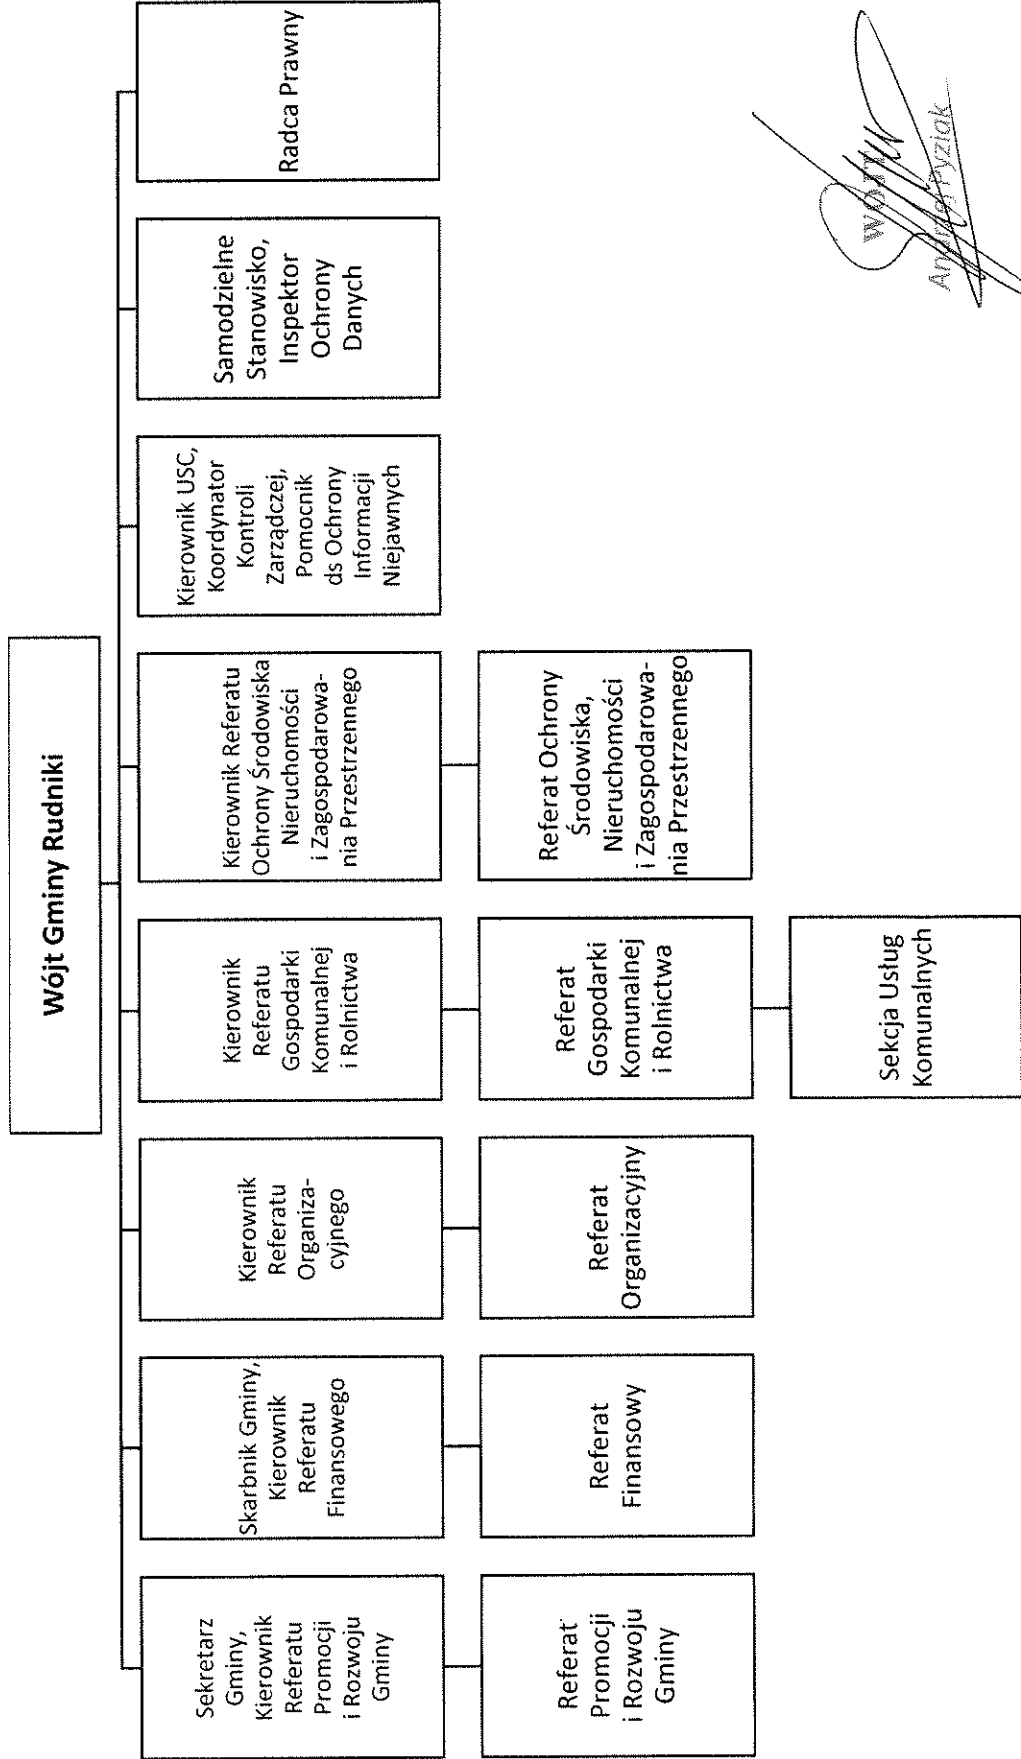 Wójt Gminy Rudniki
Sekretarz
Gminy,
Kierownik
Referatu
Promocji
i Rozwoju
Gminy
Skarbnik Gminy,
Kierownik
Referatu
Finansowego
Kierownik
Referatu
Organiza-
cyjnego
Kierownik
Referatu
Gospodarki
Komunalnej
i Rolnictwa
Kierownik Referatu
Ochrony Środowiska
Nieruchomości
i Zagospodarowa-
nia Przestrzennego
Kierownik USC,
Koordynator
Kontroli
Zarządczej,
Pomocnik
ds Ochrony
Informacji
Niejawnych
Samodzielne
Stanowisko,
Inspektor
Ochrony
Danych
Radca Prawny
Referat
Promocji
i Rozwoju
Gminy
Referat
Finansowy
Referat
Organizacyjny
Referat
Gospodarki
Komunalnej
i Rolnictwa
Referat Ochrony
Środowiska,
Nieruchomości
i Zagospodarowa-
nia Przestrzennego
Sekcja Usług
Komunalnych
WÓJT
Andrzej Pyziak